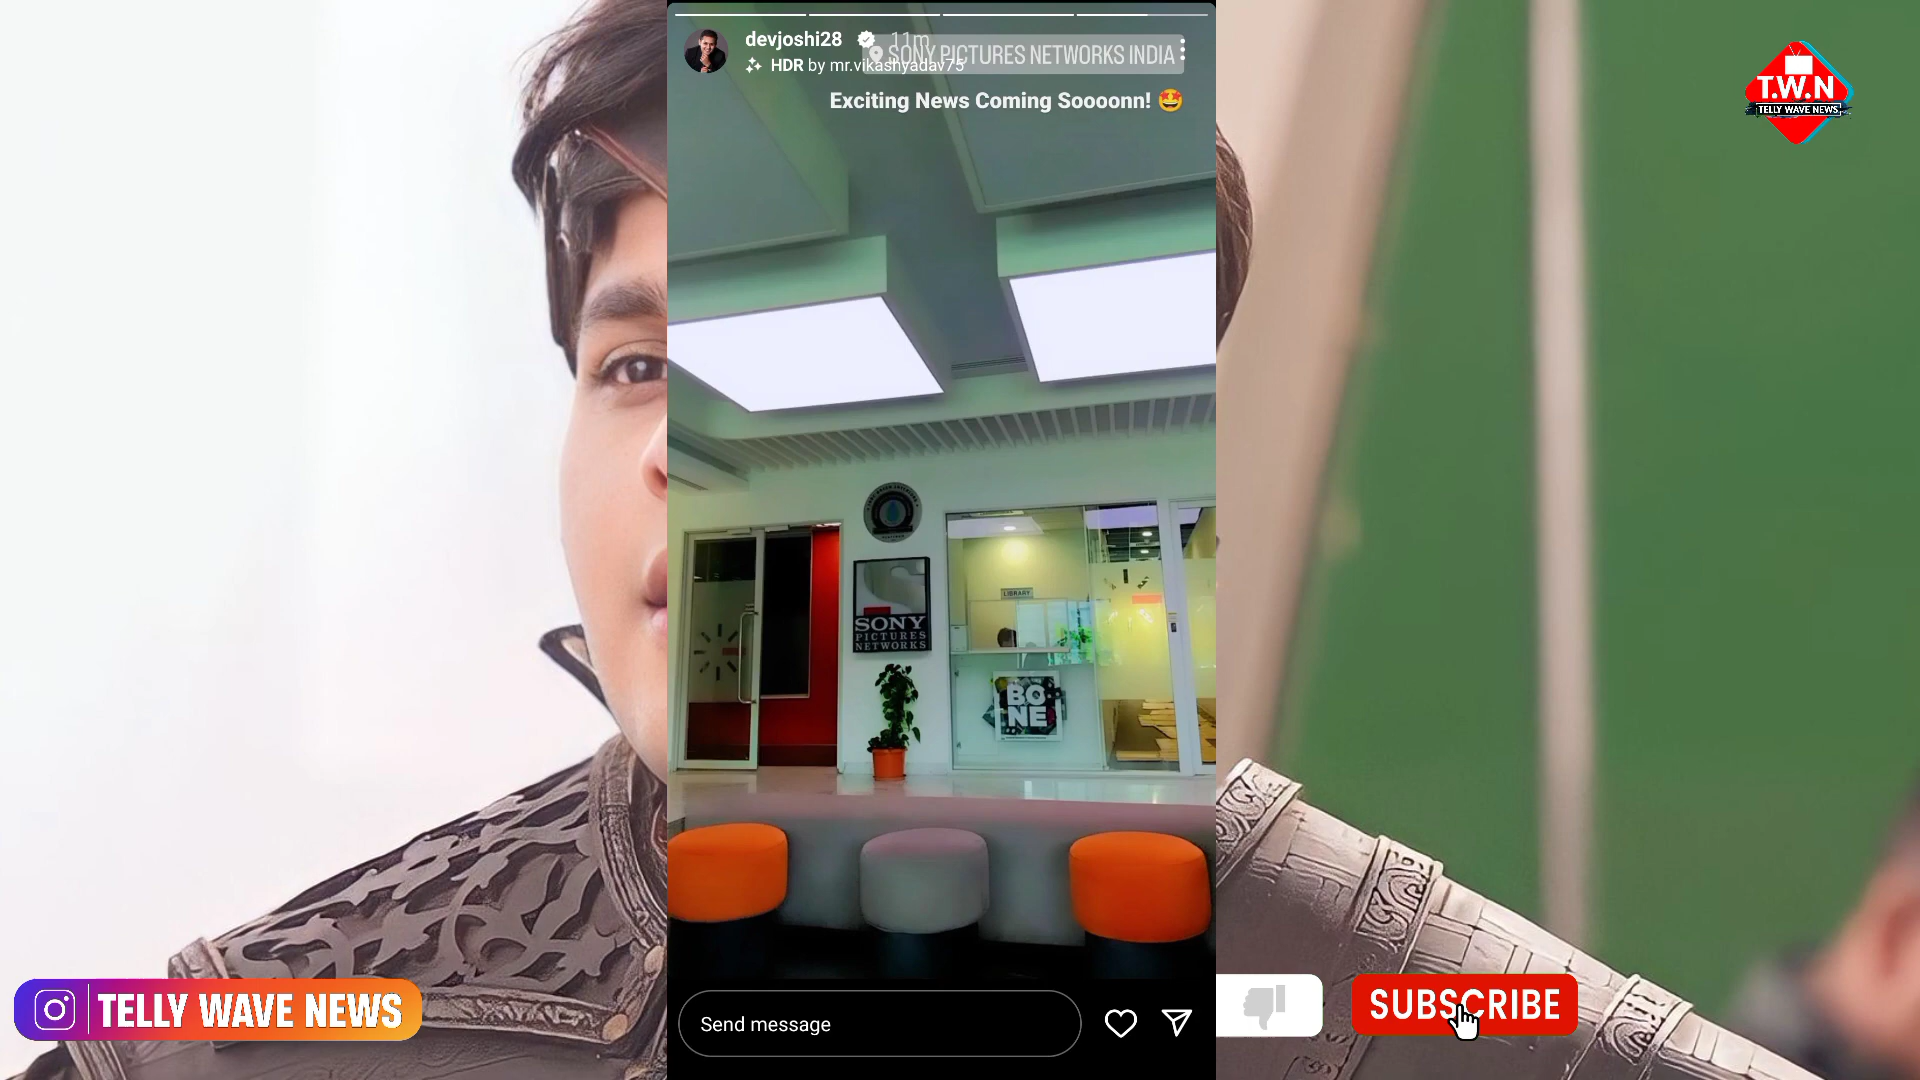 devjoshi28 11m
SONY PICTURES NETWORKS INDIA
HDR by mr.vikashyadav75
Exciting News Coming Soooonn! 🤩
T.W.N
TELLY WAVE NEWS
LIBRARY
SONY
PICTURES
NETWORKS
BO
NE
TELLY WAVE NEWS
Send message
SUBSCRIBE